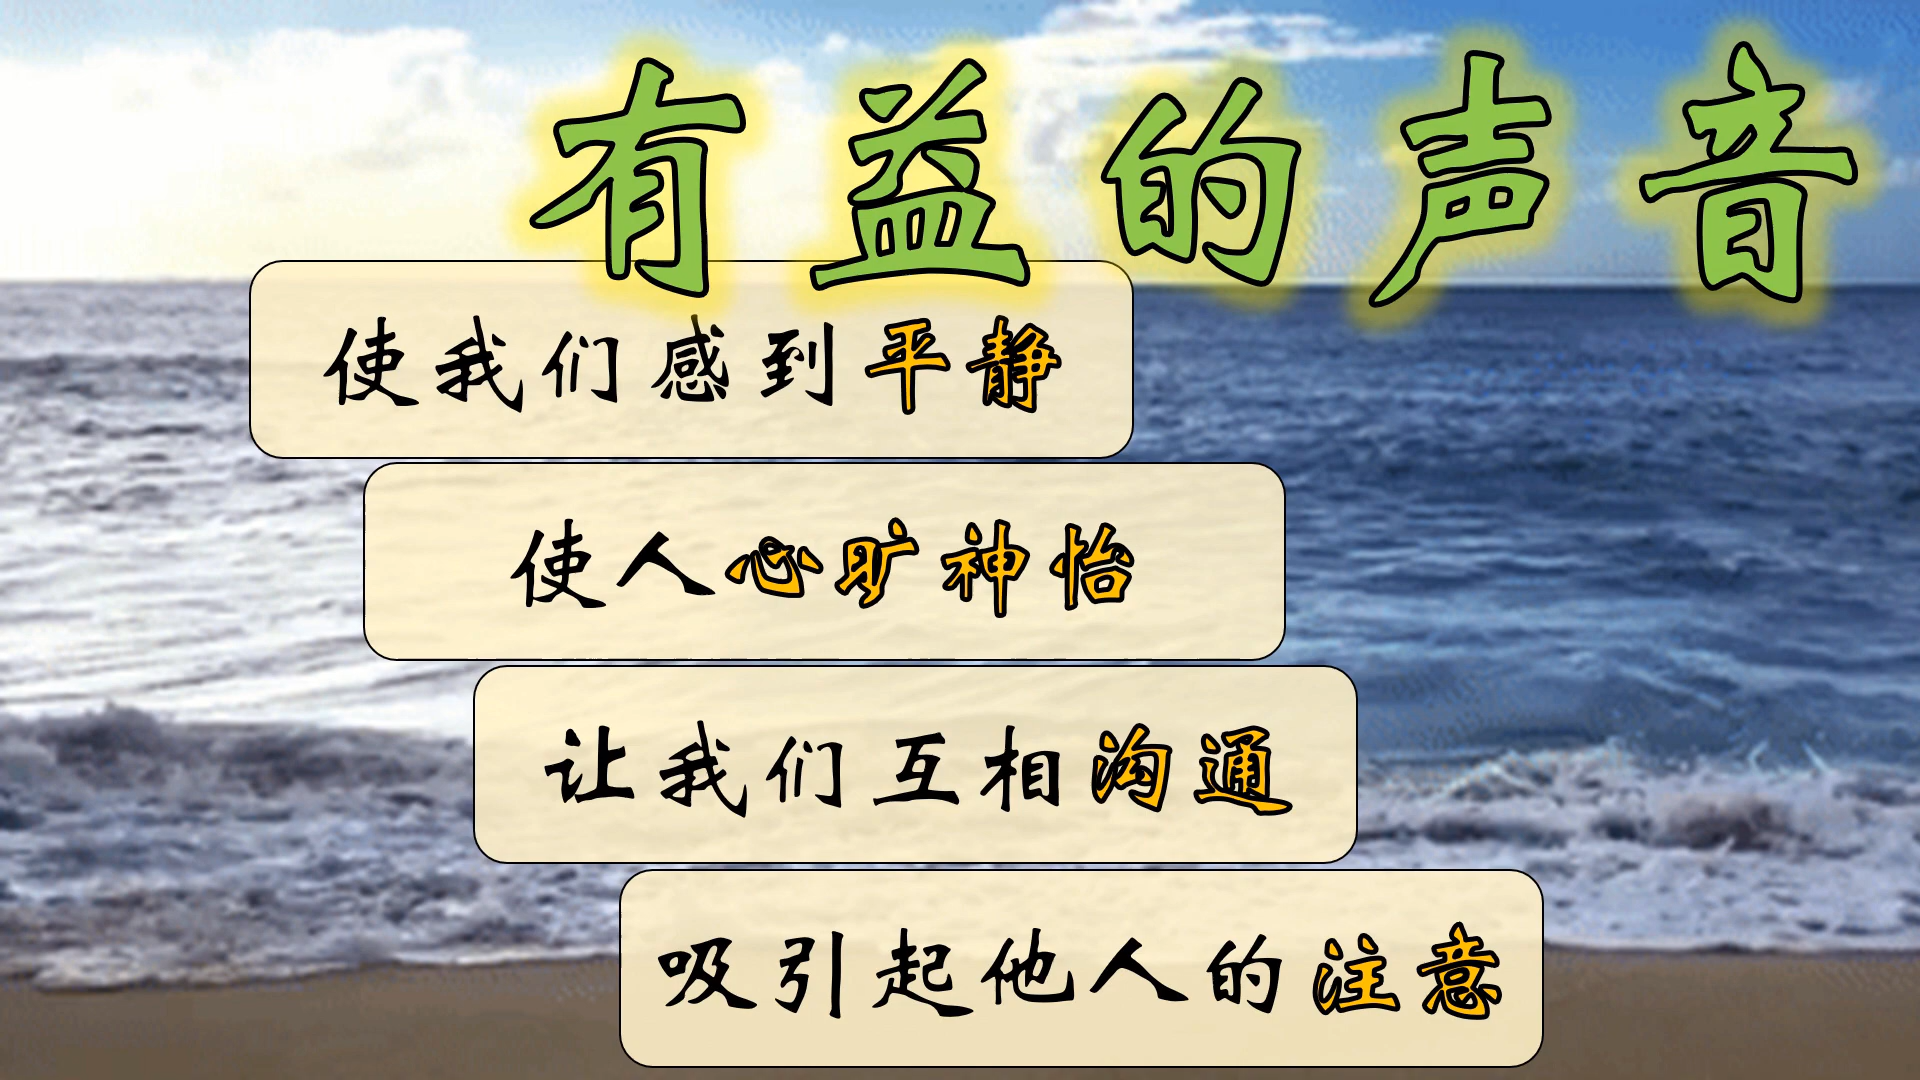 有益的声音
使我们感到平静
使人心旷神怡
让我们互相沟通
吸引起他人的注意